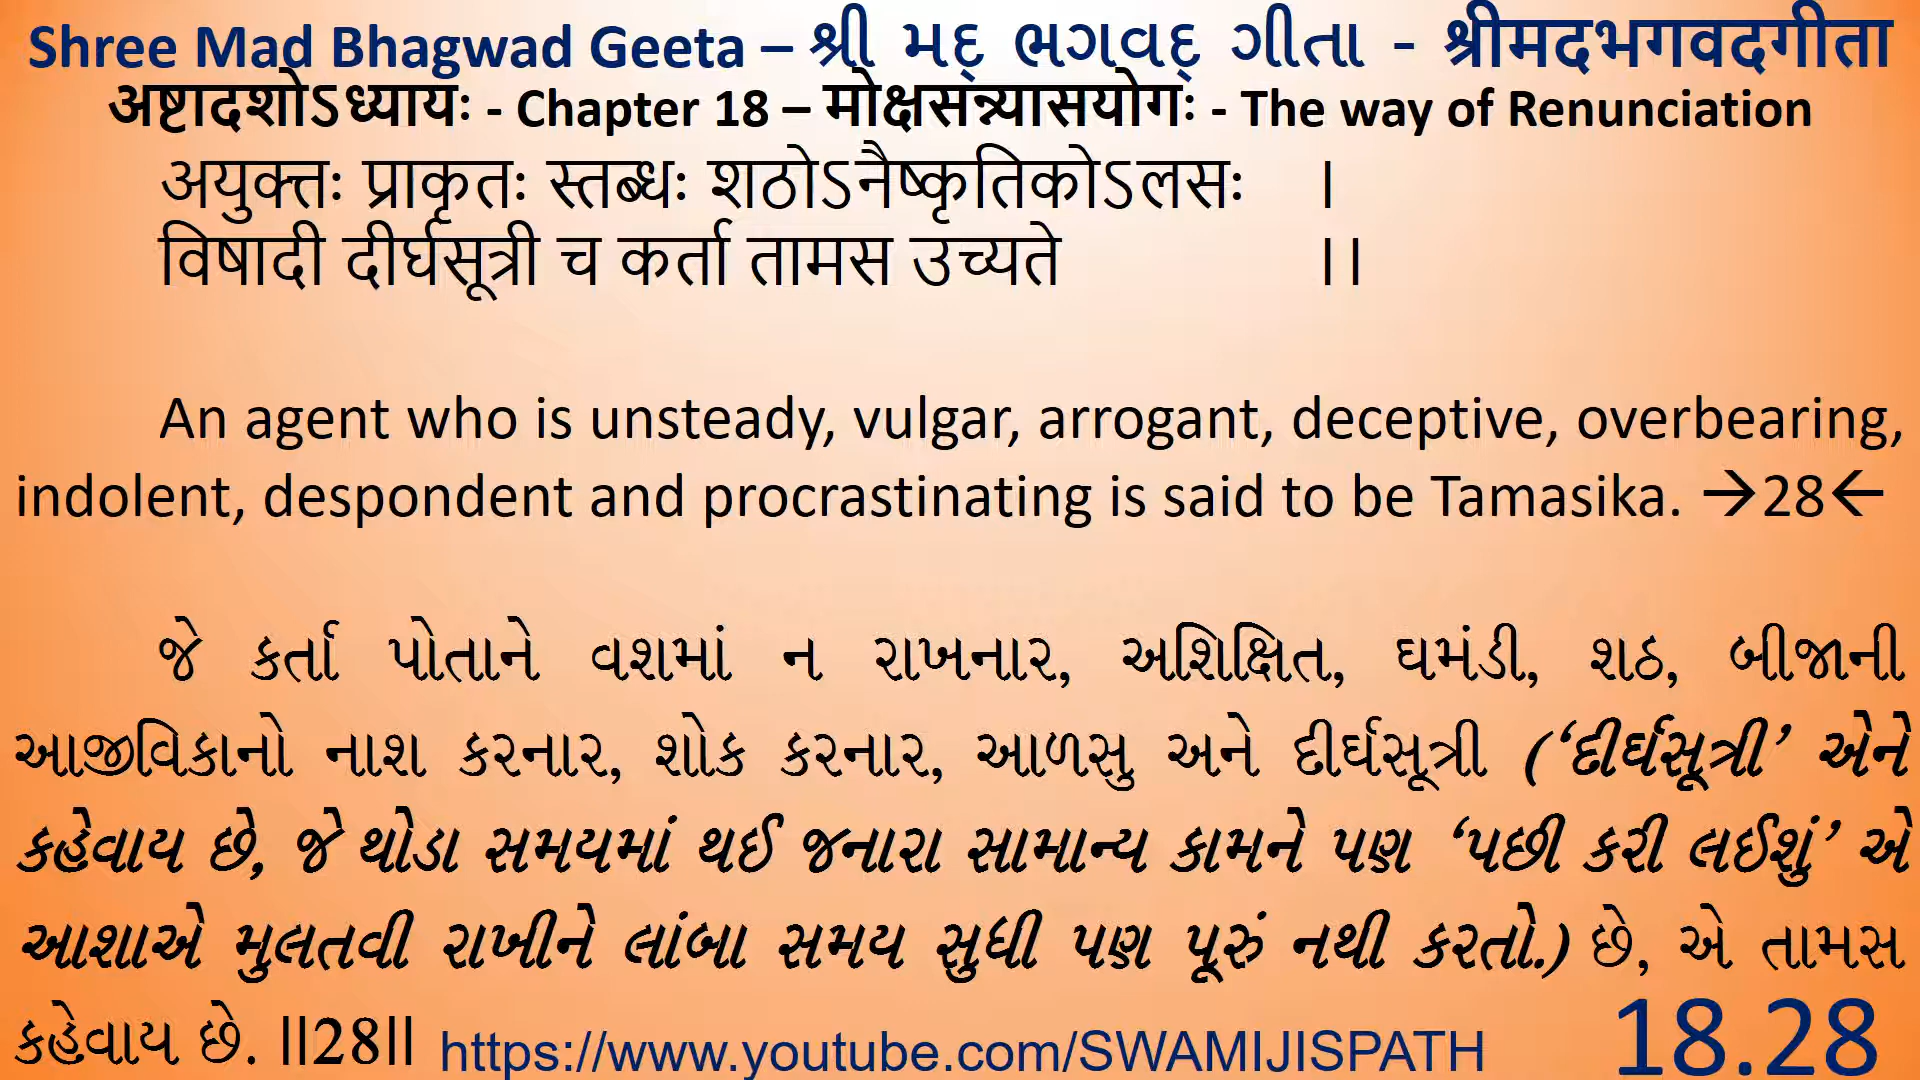 Shree Mad Bhagwad Geeta – શ્રી મદ્ ભગવદ્ ગીતા - श्रीमदभगवदगीता
अष्टादशोऽध्यायः - Chapter 18 – मोक्षसंन्यासयोगः - The way of Renunciation
अयुक्तः प्राकृतः स्तब्धः शठोऽनैष्कृतिकोऽलसः ।
विषादी दीर्घसूत्री च कर्ता तामस उच्यते ।।
An agent who is unsteady, vulgar, arrogant, deceptive, overbearing,
indolent, despondent and procrastinating is said to be Tamasika. →28←
જે કર્તા પોતાને વશમાં ન રાખનાર, અશિક્ષિત, ઘમંડી, શઠ, બીજાની
આજીવિકાનો નાશ કરનાર, શોક કરનાર, આળસુ અને દીર્ઘસૂત્રી (‘દીર્ઘસૂત્રી’ એને
કહેવાય છે, જે થોડા સમયમાં થઈ જનારા સામાન્ય કામને પણ ‘પછી કરી લઈશું’ એ
આશાએ મુલતવી રાખીને લાંબા સમય સુધી પણ પૂરું નથી કરતો.) છે, એ તામસ
કહેવાય છે. ||28|| https://www.youtube.com/SWAMIJISPATH 18.28